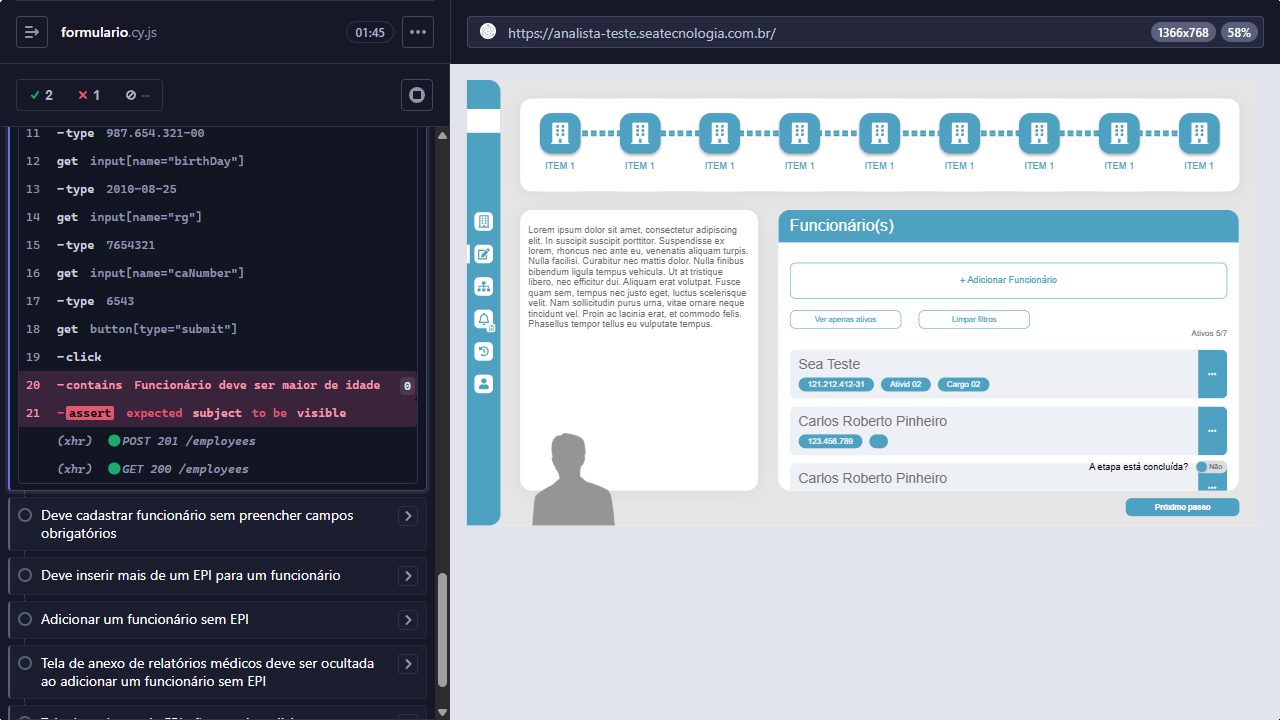 formulario.cy.js
01:45
2
1
--
11 -type 987.654.321-00
12 get input[name="birthDay"]
13 -type 2010-08-25
14 get input[name="rg"]
15 -type 7654321
16 get input[name="caNumber"]
17 -type 6543
18 get button[type="submit"]
19 -click
20 -contains Funcionário deve ser maior de idade 0
21 -assert expected subject to be visible
(xhr) POST 201 /employees
(xhr) GET 200 /employees
Deve cadastrar funcionário sem preencher campos
obrigatórios
Deve inserir mais de um EPI para um funcionário
Adicionar um funcionário sem EPI
Tela de anexo de relatórios médicos deve ser ocultada
ao adicionar um funcionário sem EPI
https://analista-teste.seatecnologia.com.br/
1366x768
58%
ITEM 1 ITEM 1 ITEM 1 ITEM 1 ITEM 1 ITEM 1 ITEM 1 ITEM 1 ITEM 1
Lorem ipsum dolor sit amet, consectetur adipiscing
elit. In suscipit suscipit porttitor. Suspendisse ex
lorem, rhoncus nec ante eu, venenatis aliquam turpis.
Nulla facilisi. Curabitur nec mattis dolor. Nulla finibus
bibendum ligula tempus vehicula. Ut at tristique
libero, nec efficitur dui. Aliquam erat volutpat. Fusce
quam sem, tempus nec justo eget, luctus scelerisque
velit. Nam sollicitudin purus urna, vitae ornare neque
tincidunt vel. Proin ac lacinia erat, et commodo felis.
Phasellus tempor tellus eu vulputate tempus.
Funcionário(s)
+ Adicionar Funcionário
Ver apenas ativos
Limpar filtros
Ativos 5/7
Sea Teste
121.212.412-31 Ativid 02 Cargo 02
Carlos Roberto Pinheiro
123.456.789
A etapa está concluída? Não
Carlos Roberto Pinheiro
Próximo passo